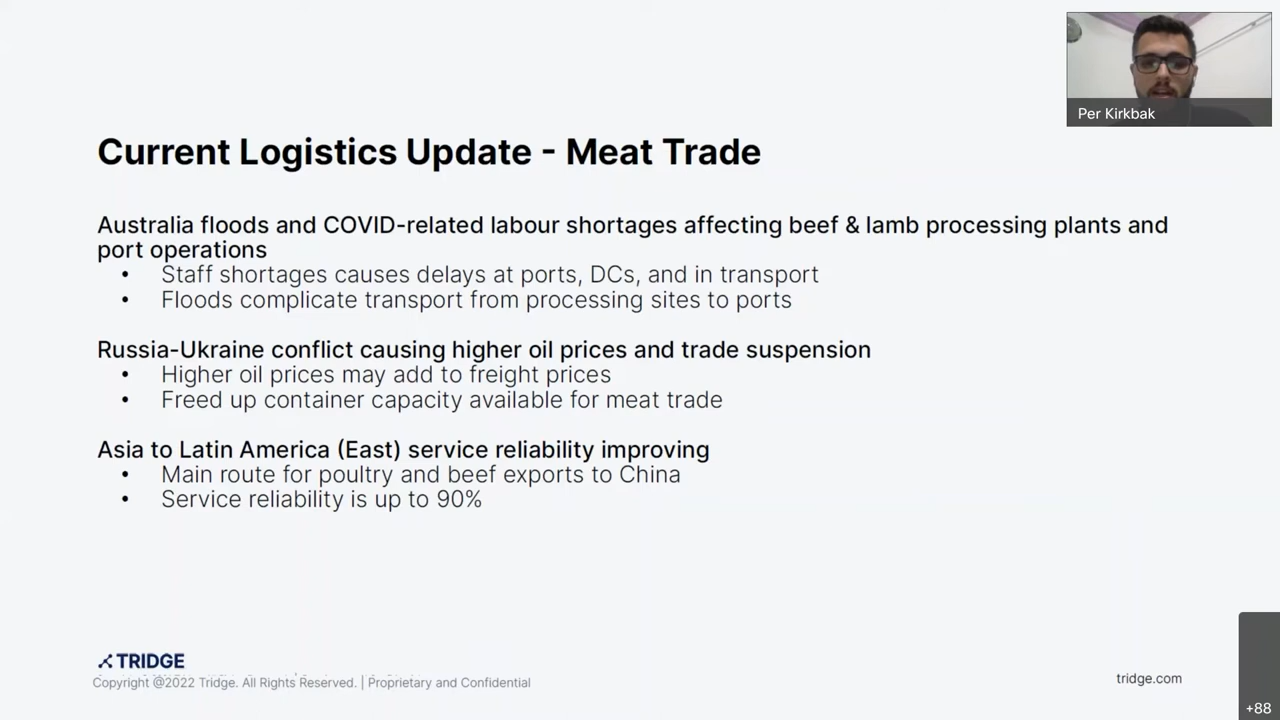 Per Kirkbak
Current Logistics Update - Meat Trade
Australia floods and COVID-related labour shortages affecting beef & lamb processing plants and
port operations
• Staff shortages causes delays at ports, DCs, and in transport
• Floods complicate transport from processing sites to ports
Russia-Ukraine conflict causing higher oil prices and trade suspension
• Higher oil prices may add to freight prices
• Freed up container capacity available for meat trade
Asia to Latin America (East) service reliability improving
• Main route for poultry and beef exports to China
• Service reliability is up to 90%
TRIDGE
Copyright @2022 Tridge. All Rights Reserved. | Proprietary and Confidential
tridge.com
+88